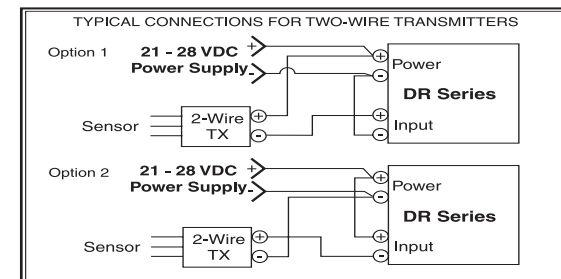 TYPICAL CONNECTIONS FOR TWO-WIRE TRANSMITTERS
Option 1
21 - 28 VDC +
Power Supply -
+
Power
-
DR Series
Sensor
2-Wire
TX
+
-
+
Input
-
Option 2
21 - 28 VDC +
Power Supply -
+
Power
-
DR Series
Sensor
2-Wire
TX
+
-
+
Input
-